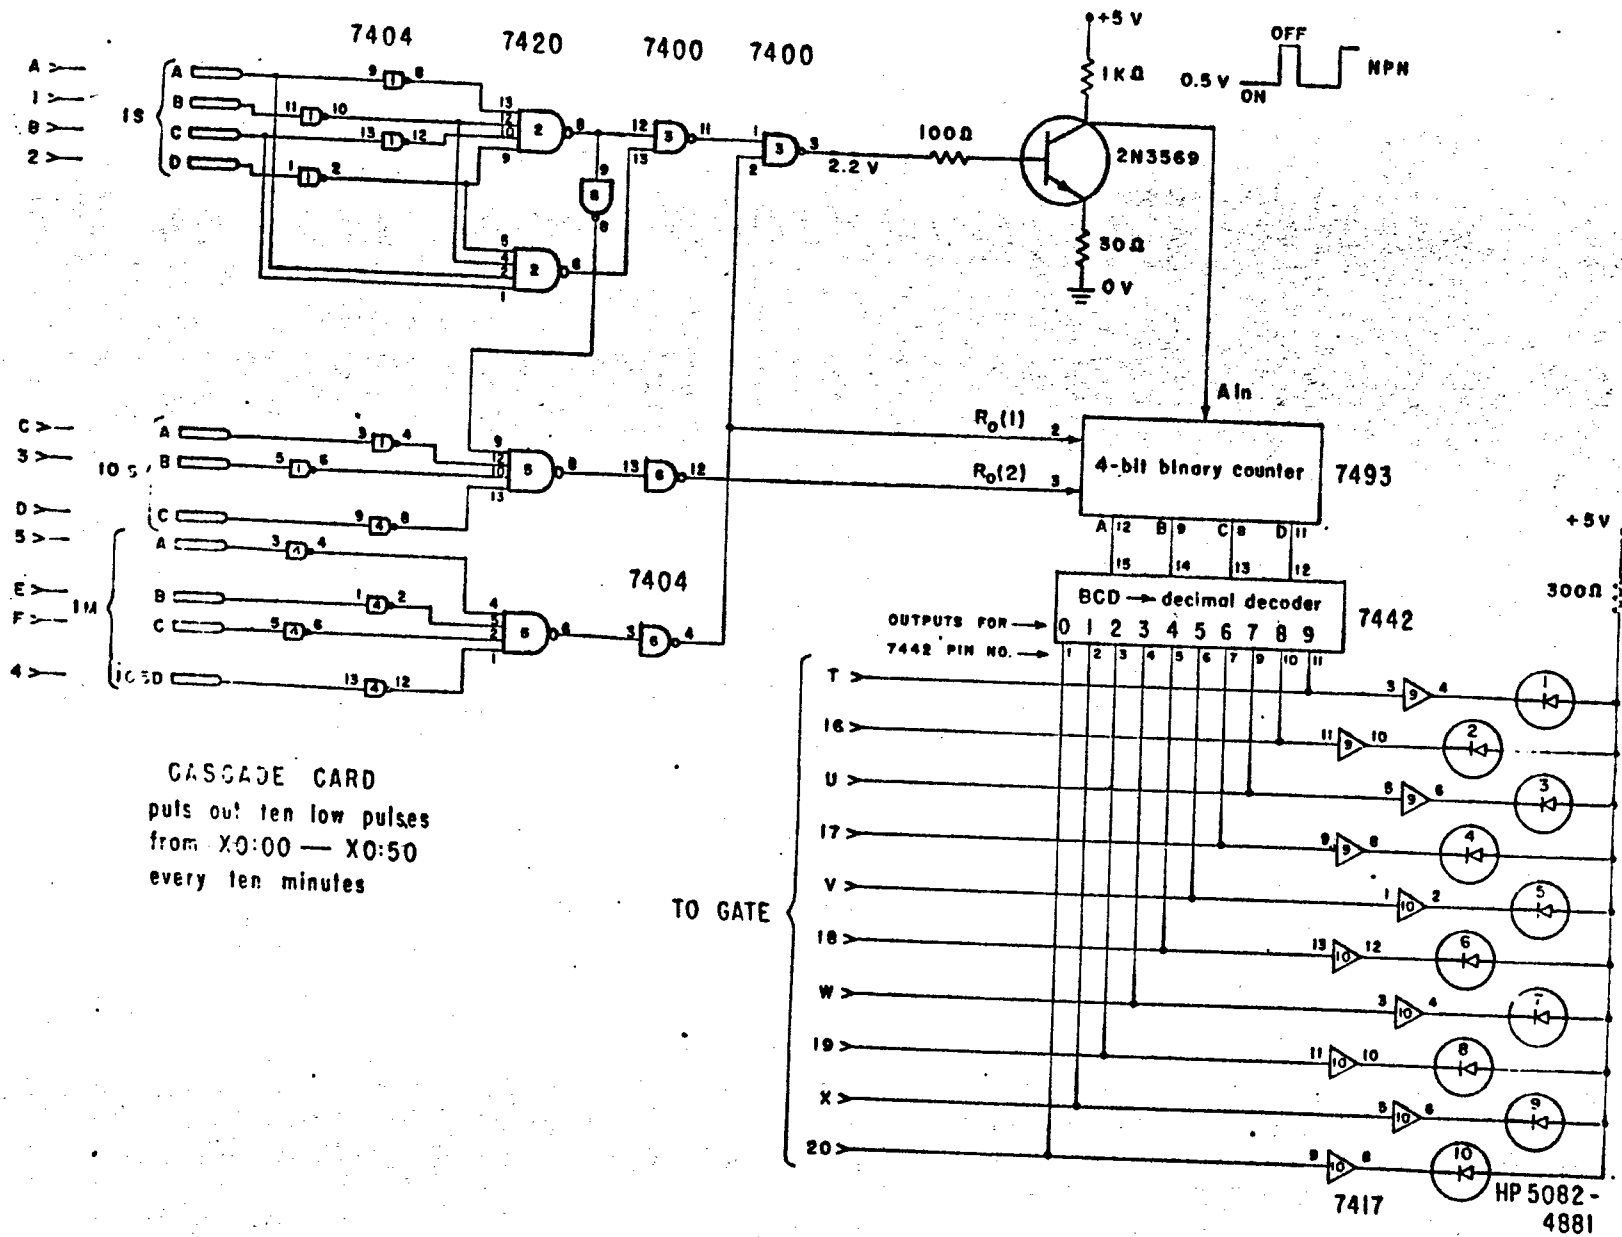 7404
7420
7400
7400
+5 V
1KΩ
OFF
0.5 V
ON
NPN
A
1
B
2
1S
A
B
C
D
9
8
11
10
13
12
1
2
13
12
10
9
2
8
12
13
3
11
1
2
3
3
2.2 V
100Ω
2N3569
30Ω
0 V
9
8
5
4
2
1
2
6
A in
C
3
10 S
A
B
C
3
4
5
6
9
8
9
12
10
13
5
8
13
6
12
R₀(1)
2
R₀(2)
3
4-bit binary counter
7493
A
12
B
9
C
8
D
11
15
14
13
12
BCD → decimal decoder
7442
OUTPUTS FOR →
0 1 2 3 4 5 6 7 8 9
7442 PIN NO. →
1 2 3 4 5 6 7 9 10 11
+5V
300Ω
D
5
E
F
4
1M
A
B
C
D
3
4
1
2
5
6
13
12
4
2
1
5
6
7404
3
6
4
CASCADE CARD
puts out ten low pulses
from X0:00 — X0:50
every ten minutes
TO GATE
T
3 9 4
1
16
11 9 10
2
U
5 9 6
3
17
9 9 8
4
V
1 10 2
5
18
13 10 12
6
W
3 10 4
19
11 10 10
8
X
5 10 6
9
20
9 10 8
10
7417
HP 5082-
4881